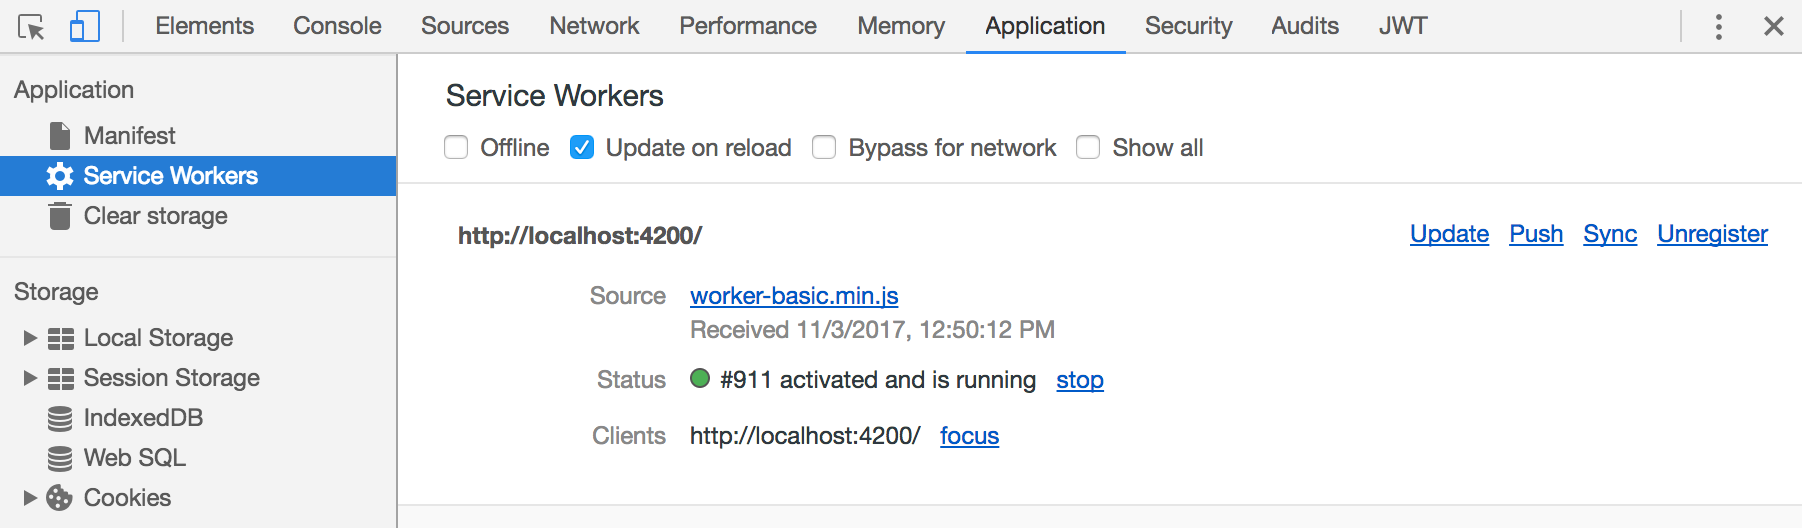 Elements Console Sources Network Performance Memory Application Security Audits JWT
Application
Manifest
Service Workers
Clear storage
Storage
Local Storage
Session Storage
IndexedDB
Web SQL
Cookies
Service Workers
Offline Update on reload Bypass for network Show all
http://localhost:4200/ Update Push Sync Unregister
Source worker-basic.min.js
Received 11/3/2017, 12:50:12 PM
Status #911 activated and is running stop
Clients http://localhost:4200/ focus